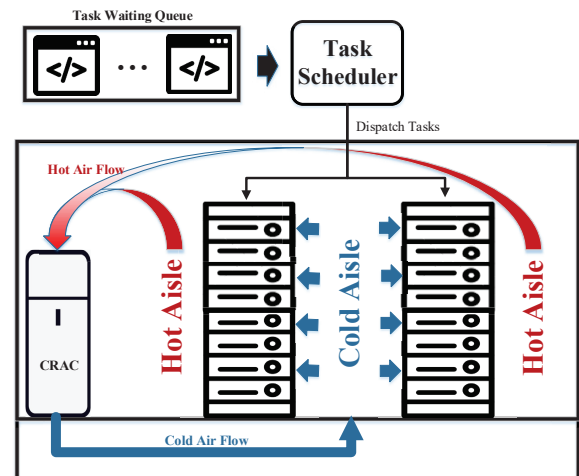 Task Waiting Queue
</> ... </>
Task
Scheduler
Dispatch Tasks
Hot Air Flow
Hot Aisle
Cold Aisle
Hot Aisle
CRAC
Cold Air Flow